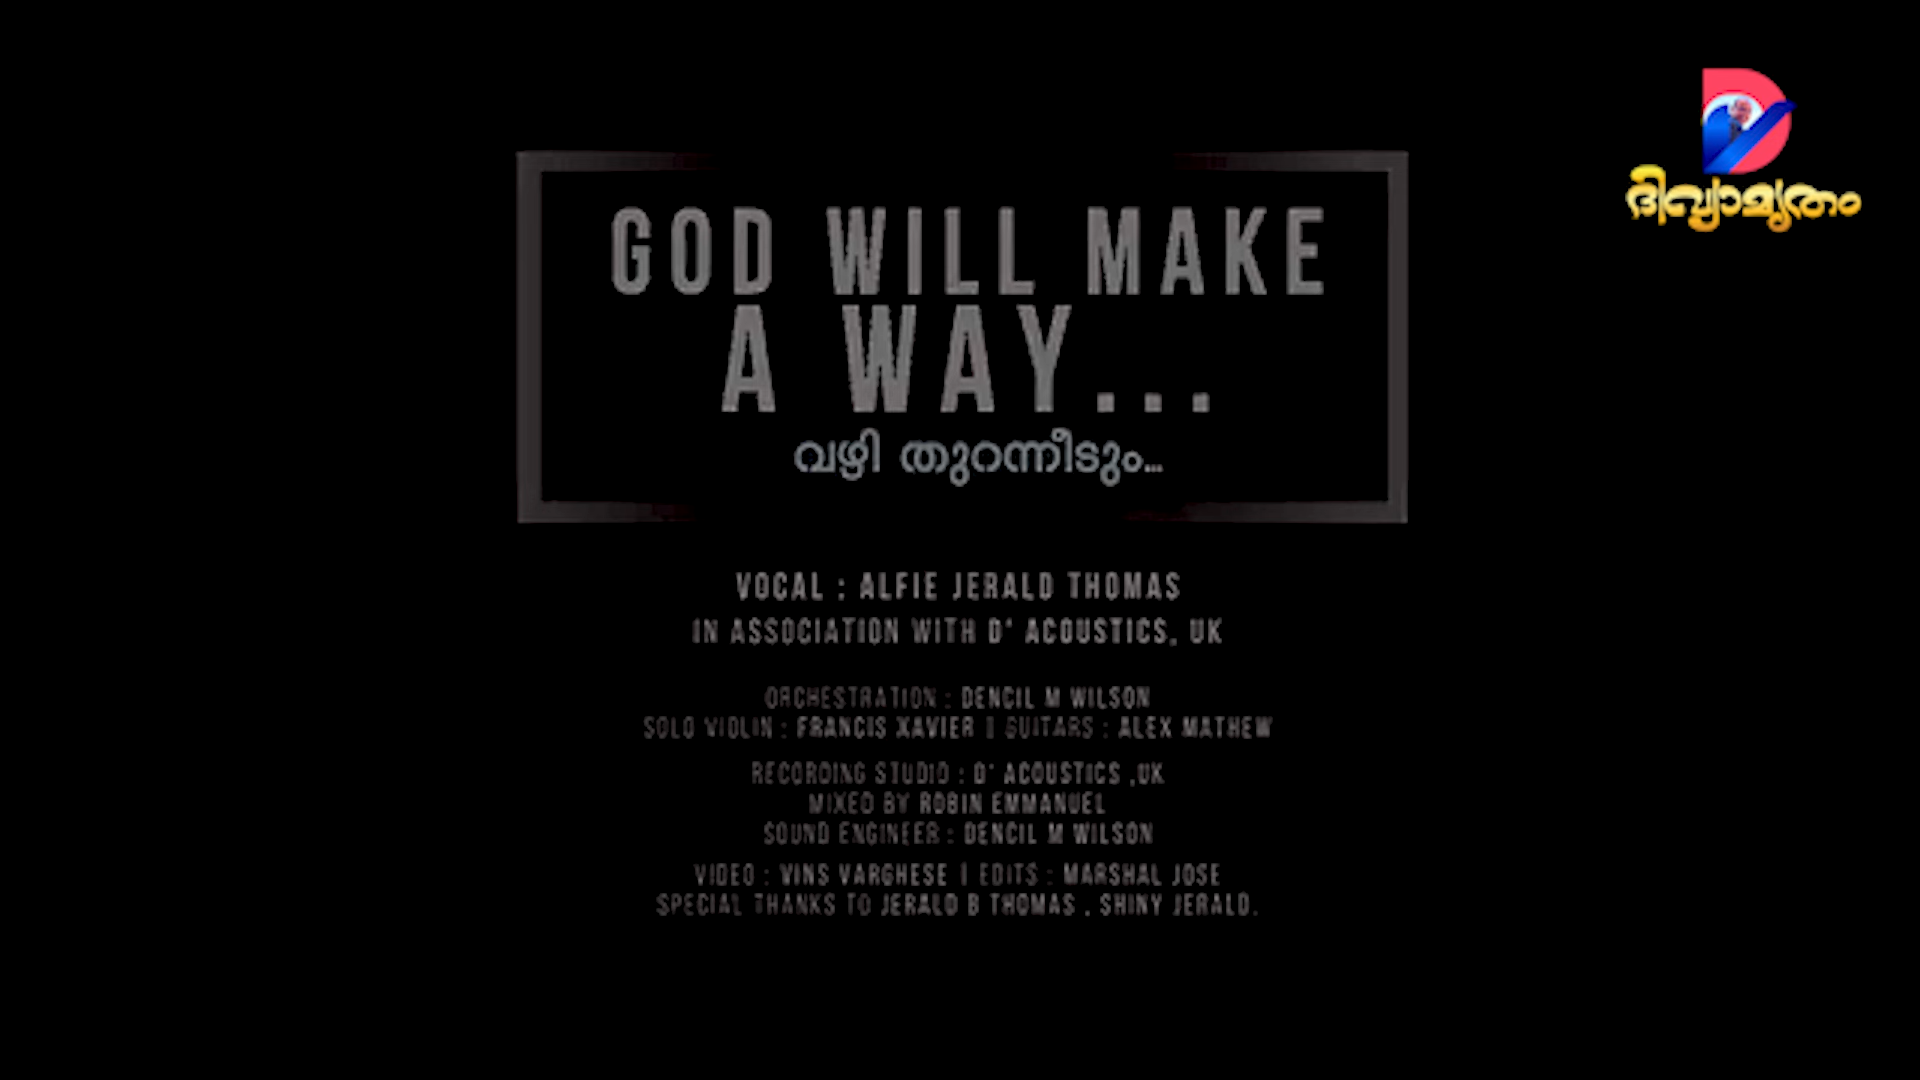 GOD WILL MAKE
A WAY...
വഴി തുറന്നീടും...
ദിവ്യാമൃതം
VOCAL : ALFIE JERALD THOMAS
IN ASSOCIATION WITH D' ACOUSTICS, UK
ORCHESTRATION : DENCIL M WILSON
SOLO VIOLIN : FRANCIS XAVIER | GUITARS : ALEX MATHEW
RECORDING STUDIO : D' ACOUSTICS ,UK
MIXED BY ROBIN EMMANUEL
SOUND ENGINEER : DENCIL M WILSON
VIDEO : VINS VARGHESE | EDITS : MARSHAL JOSE
SPECIAL THANKS TO JERALD B THOMAS , SHINY JERALD.